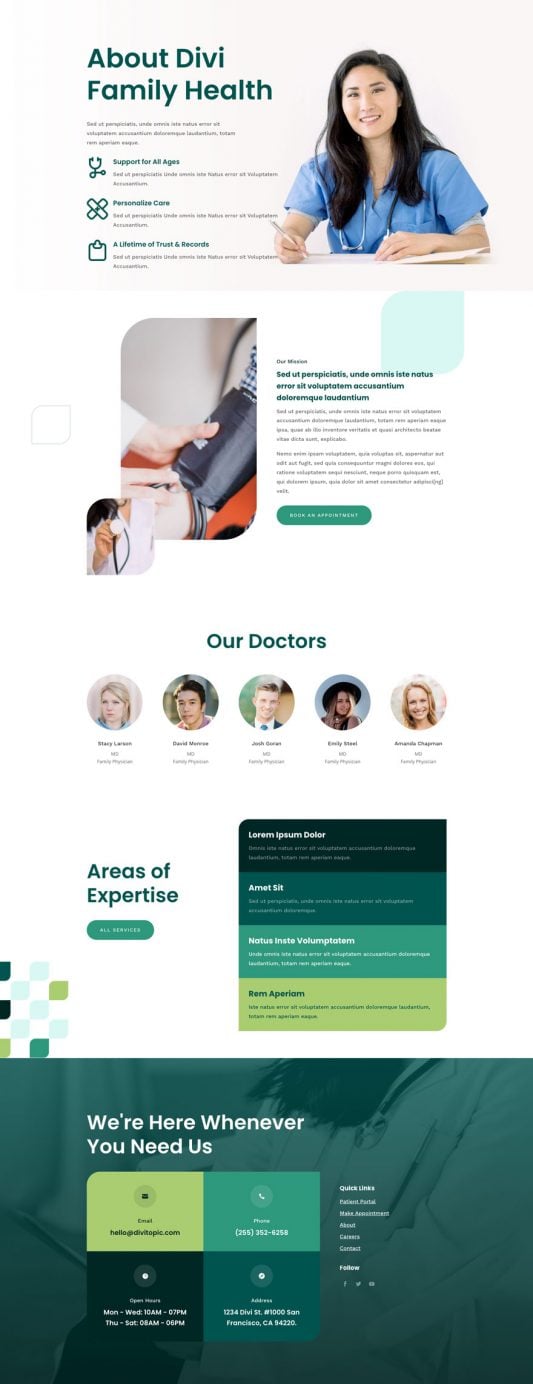 About Divi
Family Health
Sed ut perspiciatis, unde omnis iste natus error sit
voluptatem accusantium doloremque laudantium, totam
rem aperiam eaque.
Support for All Ages
Sed ut perspiciatis Unde omnis iste Natus error sit Voluptatem
Accusantium.
Personalize Care
Sed ut perspiciatis Unde omnis iste Natus error sit Voluptatem
Accusantium.
A Lifetime of Trust & Records
Sed ut perspiciatis Unde omnis iste Natus error sit Voluptatem
Accusantium.
Our Mission
Sed ut perspiciatis, unde omnis iste natus
error sit voluptatem accusantium
doloremque laudantium
Sed ut perspiciatis, unde omnis iste natus error sit voluptatem
accusantium doloremque laudantium, totam rem aperiam eaque
ipsa, quae ab illo inventore veritatis et quasi architecto beatae
vitae dicta sunt, explicabo.
Nemo enim ipsam voluptatem, quia voluptas sit, aspernatur aut
odit aut fugit, sed quia consequuntur magni dolores eos, qui
ratione voluptatem sequi nesciunt, neque porro quisquam est,
qui dolorem ipsum, quia dolor sit amet consectetur adipisci[ng]
velit.
BOOK AN APPOINTMENT
Our Doctors
Stacy Larson
MD
Family Physician
David Monroe
MD
Family Physician
Josh Goran
MD
Family Physician
Emily Steel
MD
Family Physician
Amanda Chapman
MD
Family Physician
Areas of
Expertise
ALL SERVICES
Lorem Ipsum Dolor
Omnis iste natus error sit voluptatem accusantium doloremque
laudantium, totam rem aperiam eaque.
Amet Sit
Sed ut perspiciatis, unde omnis iste natus error sit voluptatem
accusantium doloremque.
Natus Inste Volumptatem
Unde omnis iste natus error sit voluptatem accusantium doloremque
laudantium, totam rem aperiam eaque.
Rem Aperiam
Iste natus error sit voluptatem accusantium doloremque laudantium,
totam rem aperiam eaque.
We're Here Whenever
You Need Us
Email
hello@divitopic.com
Phone
(255) 352-6258
Open Hours
Mon - Wed: 10AM - 07PM
Thu - Sat: 08AM - 06PM
Address
1234 Divi St. #1000 San
Francisco, CA 94220.
Quick Links
Patient Portal
Make Appointment
About
Careers
Contact
Follow